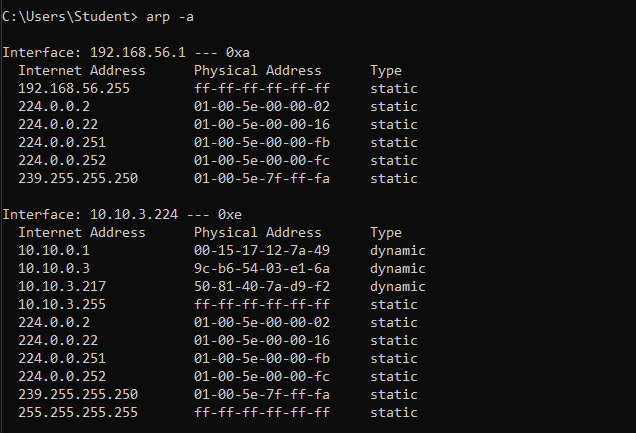 C:\Users\Student> arp -a
Interface: 192.168.56.1 --- 0xa
Internet Address Physical Address Type
192.168.56.255 ff-ff-ff-ff-ff-ff static
224.0.0.2 01-00-5e-00-00-02 static
224.0.0.22 01-00-5e-00-00-16 static
224.0.0.251 01-00-5e-00-00-fb static
224.0.0.252 01-00-5e-00-00-fc static
239.255.255.250 01-00-5e-7f-ff-fa static
Interface: 10.10.3.224 --- 0xe
Internet Address Physical Address Type
10.10.0.1 00-15-17-12-7a-49 dynamic
10.10.0.3 9c-b6-54-03-e1-6a dynamic
10.10.3.217 50-81-40-7a-d9-f2 dynamic
10.10.3.255 ff-ff-ff-ff-ff-ff static
224.0.0.2 01-00-5e-00-00-02 static
224.0.0.22 01-00-5e-00-00-16 static
224.0.0.251 01-00-5e-00-00-fb static
224.0.0.252 01-00-5e-00-00-fc static
239.255.255.250 01-00-5e-7f-ff-fa static
255.255.255.255 ff-ff-ff-ff-ff-ff static